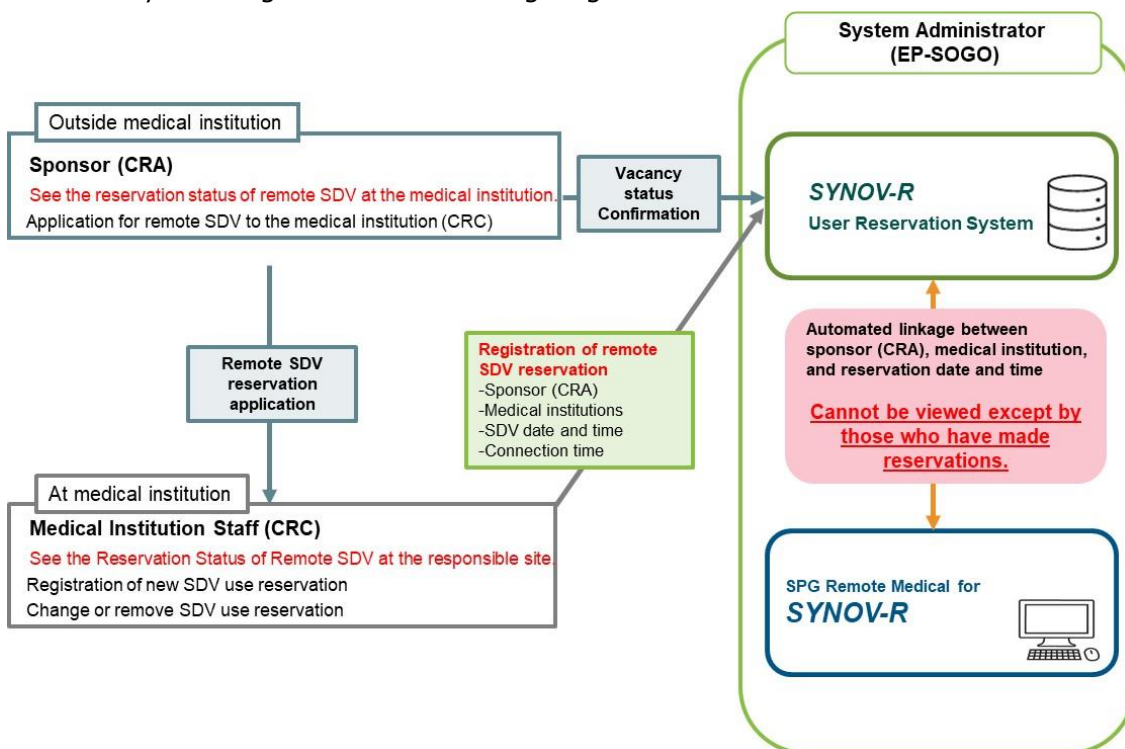 System Administrator
(EP-SOGO)
Outside medical institution
Sponsor (CRA)
See the reservation status of remote SDV at the medical institution.
Application for remote SDV to the medical institution (CRC)
Vacancy
status
Confirmation
SYNOV-R
User Reservation System
Remote SDV
reservation
application
Registration of remote
SDV reservation
-Sponsor (CRA)
-Medical institutions
-SDV date and time
-Connection time
Automated linkage between
sponsor (CRA), medical institution,
and reservation date and time
Cannot be viewed except by
those who have made
reservations.
At medical institution
Medical Institution Staff (CRC)
See the Reservation Status of Remote SDV at the responsible site.
Registration of new SDV use reservation
Change or remove SDV use reservation
SPG Remote Medical for
SYNOV-R